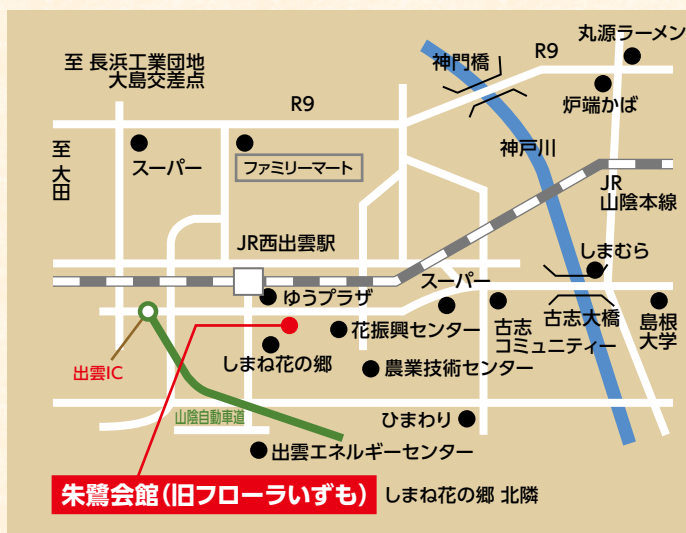 丸源ラーメン
R9
神門橋
至 長浜工業団地
大島交差点
炉端かば
R9
至 大田
スーパー
ファミリーマート
神戸川
JR
山陰本線
JR西出雲駅
しまむら
スーパー
ゆうプラザ
花振興センター
古志
コミュニティー
古志大橋
島根
大学
しまね花の郷
農業技術センター
出雲IC
山陰自動車道
ひまわり
出雲エネルギーセンター
朱鷺会館(旧フローラいずも)
しまね花の郷 北隣